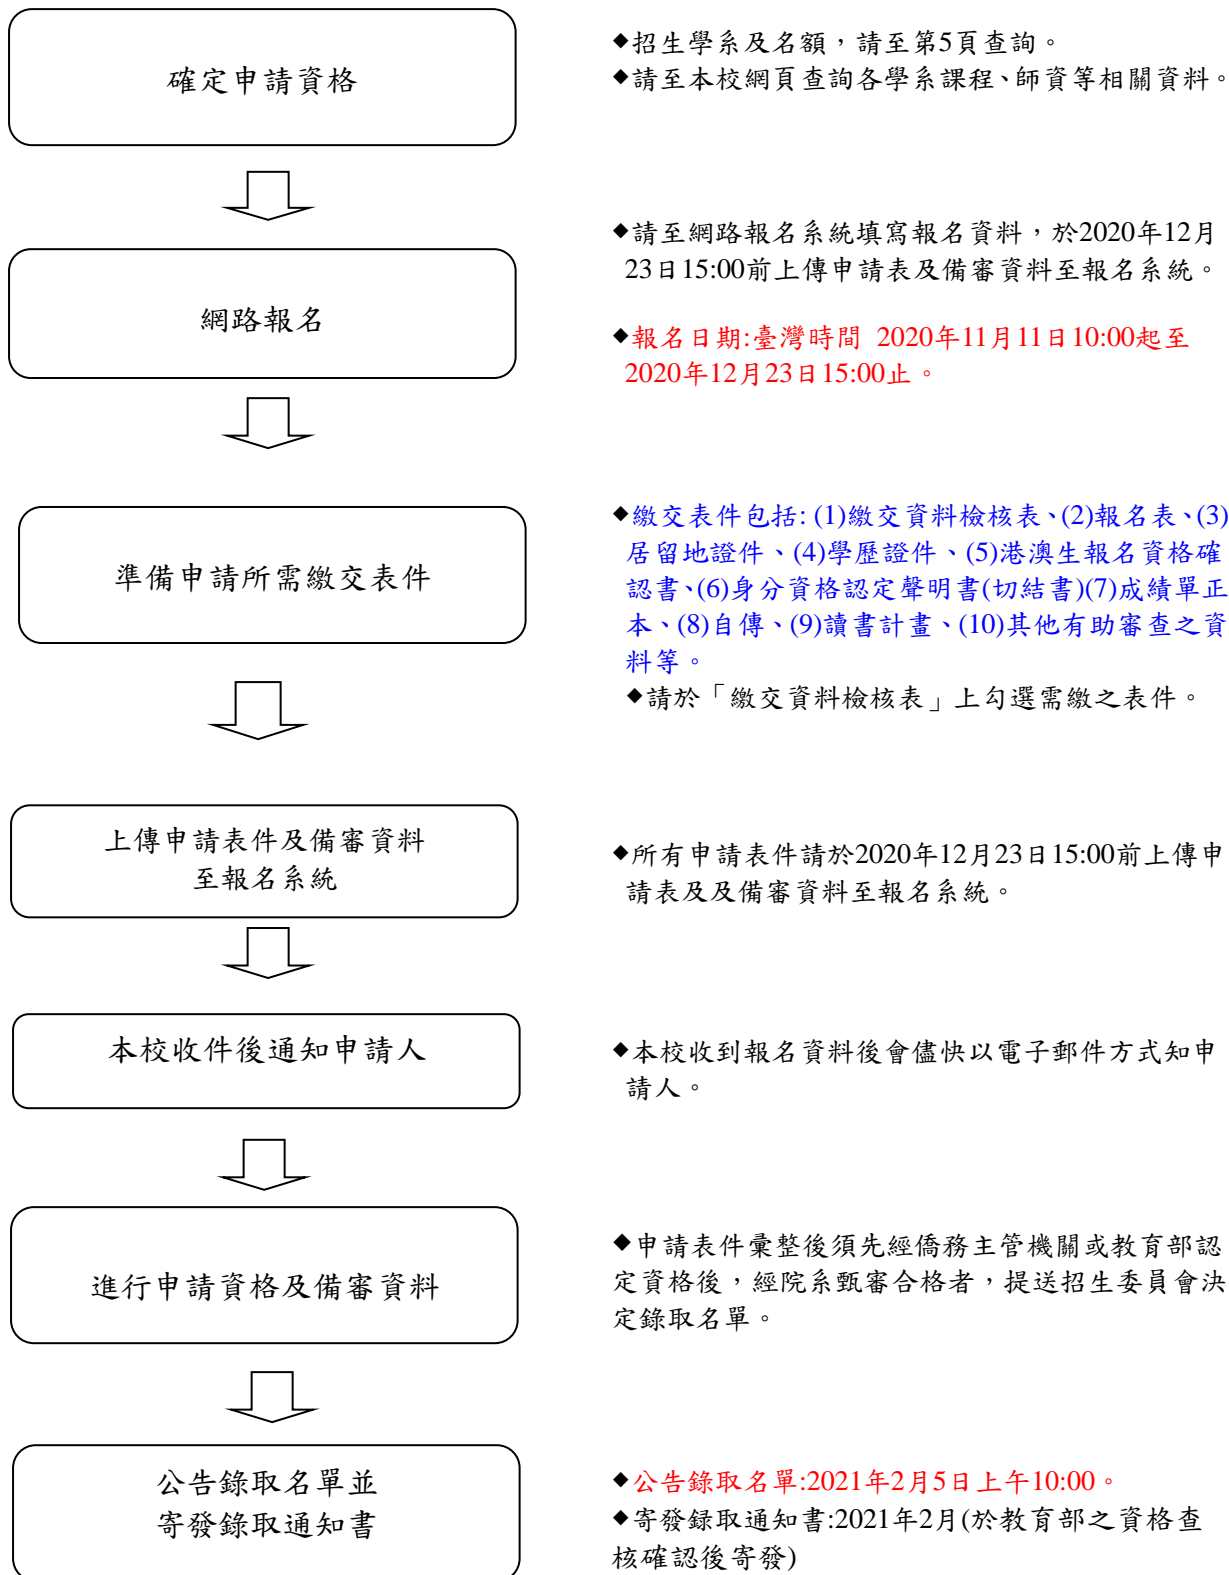 確定申請資格
◆招生學系及名額，請至第5頁查詢。
◆請至本校網頁查詢各學系課程、師資等相關資料。
網路報名
◆請至網路報名系統填寫報名資料，於2020年12月
23日15:00前上傳申請表及備審資料至報名系統。
◆報名日期:臺灣時間 2020年11月11日10:00起至
2020年12月23日15:00止。
準備申請所需繳交表件
◆繳交表件包括: (1)繳交資料檢核表、(2)報名表、(3)
居留地證件、(4)學歷證件、(5)港澳生報名資格確
認書、(6)身分資格認定聲明書(切結書)(7)成績單正
本、(8)自傳、(9)讀書計畫、(10)其他有助審查之資
料等。
◆請於「繳交資料檢核表」上勾選需繳之表件。
上傳申請表件及備審資料
至報名系統
◆所有申請表件請於2020年12月23日15:00前上傳申
請表及及備審資料至報名系統。
本校收件後通知申請人
◆本校收到報名資料後會儘快以電子郵件方式知申
請人。
進行申請資格及備審資料
◆申請表件彙整後須先經僑務主管機關或教育部認
定資格後，經院系甄審合格者，提送招生委員會決
定錄取名單。
公告錄取名單並
寄發錄取通知書
◆公告錄取名單:2021年2月5日上午10:00。
◆寄發録取通知書:2021年2月(於教育部之資格查
核確認後寄發)